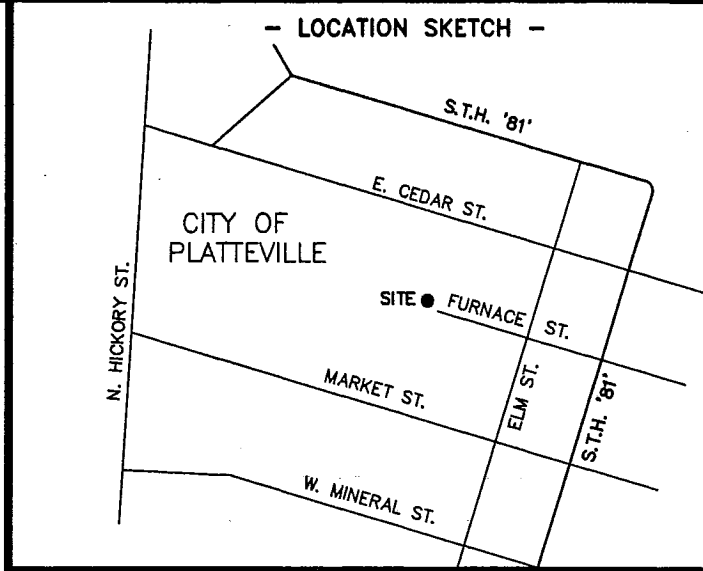 - LOCATION SKETCH -
S.T.H. '81'
E. CEDAR ST.
CITY OF
PLATTEVILLE
N. HICKORY ST.
SITE
FURNACE ST.
MARKET ST.
ELM ST.
S.T.H. '81'
W. MINERAL ST.